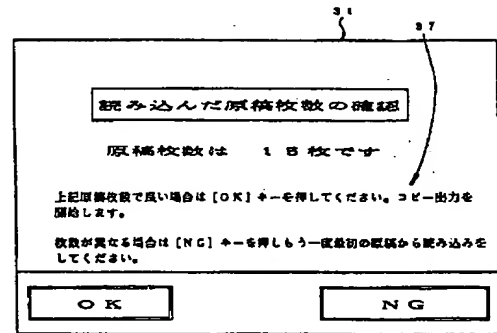 31
37
読み込んだ原稿枚数の確認
原稿枚数は 15枚です
上記原稿枚数で良い場合は [OK] キーを押してください。コピー出力を
開始します。
枚数が異なる場合は [NG] キーを押しもう一度最初の原稿から読み込みを
してください。
OK
NG